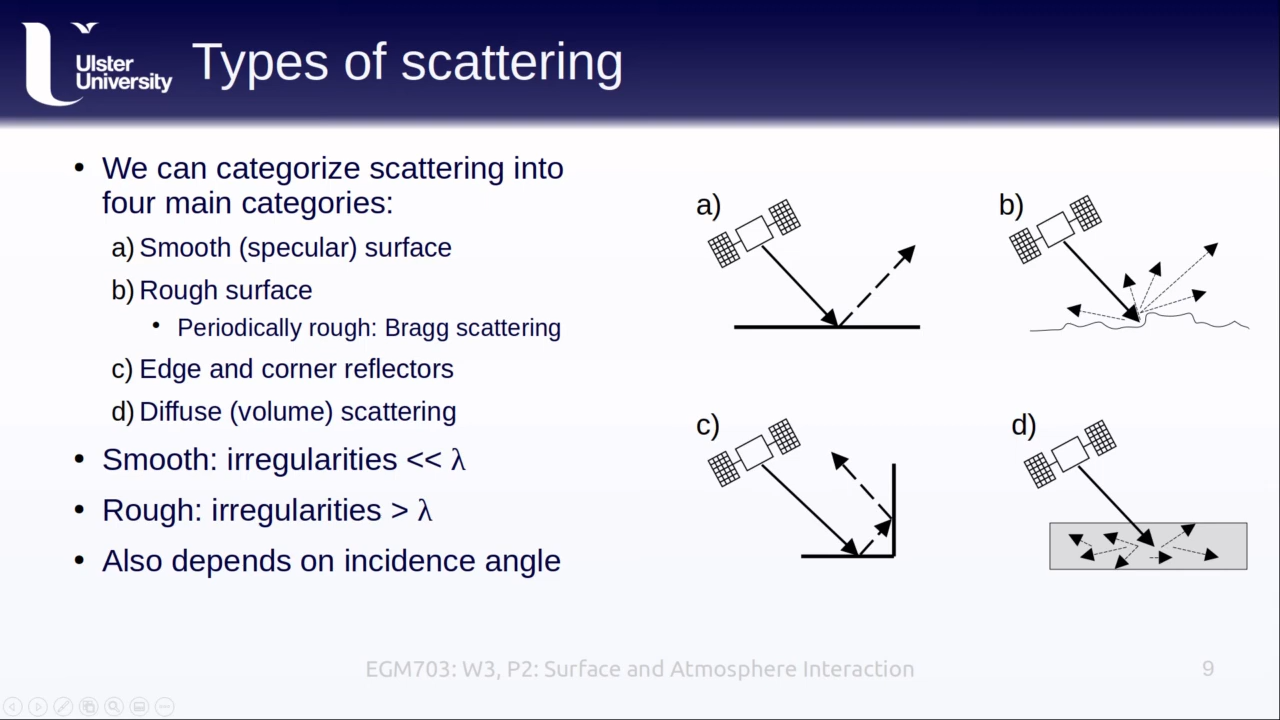 Ulster
University
Types of scattering
• We can categorize scattering into
four main categories:
a) Smooth (specular) surface
b) Rough surface
• Periodically rough: Bragg scattering
c) Edge and corner reflectors
d) Diffuse (volume) scattering
• Smooth: irregularities << λ
• Rough: irregularities > λ
• Also depends on incidence angle
a)
b)
c)
d)
EGM703: W3, P2: Surface and Atmosphere Interaction
9